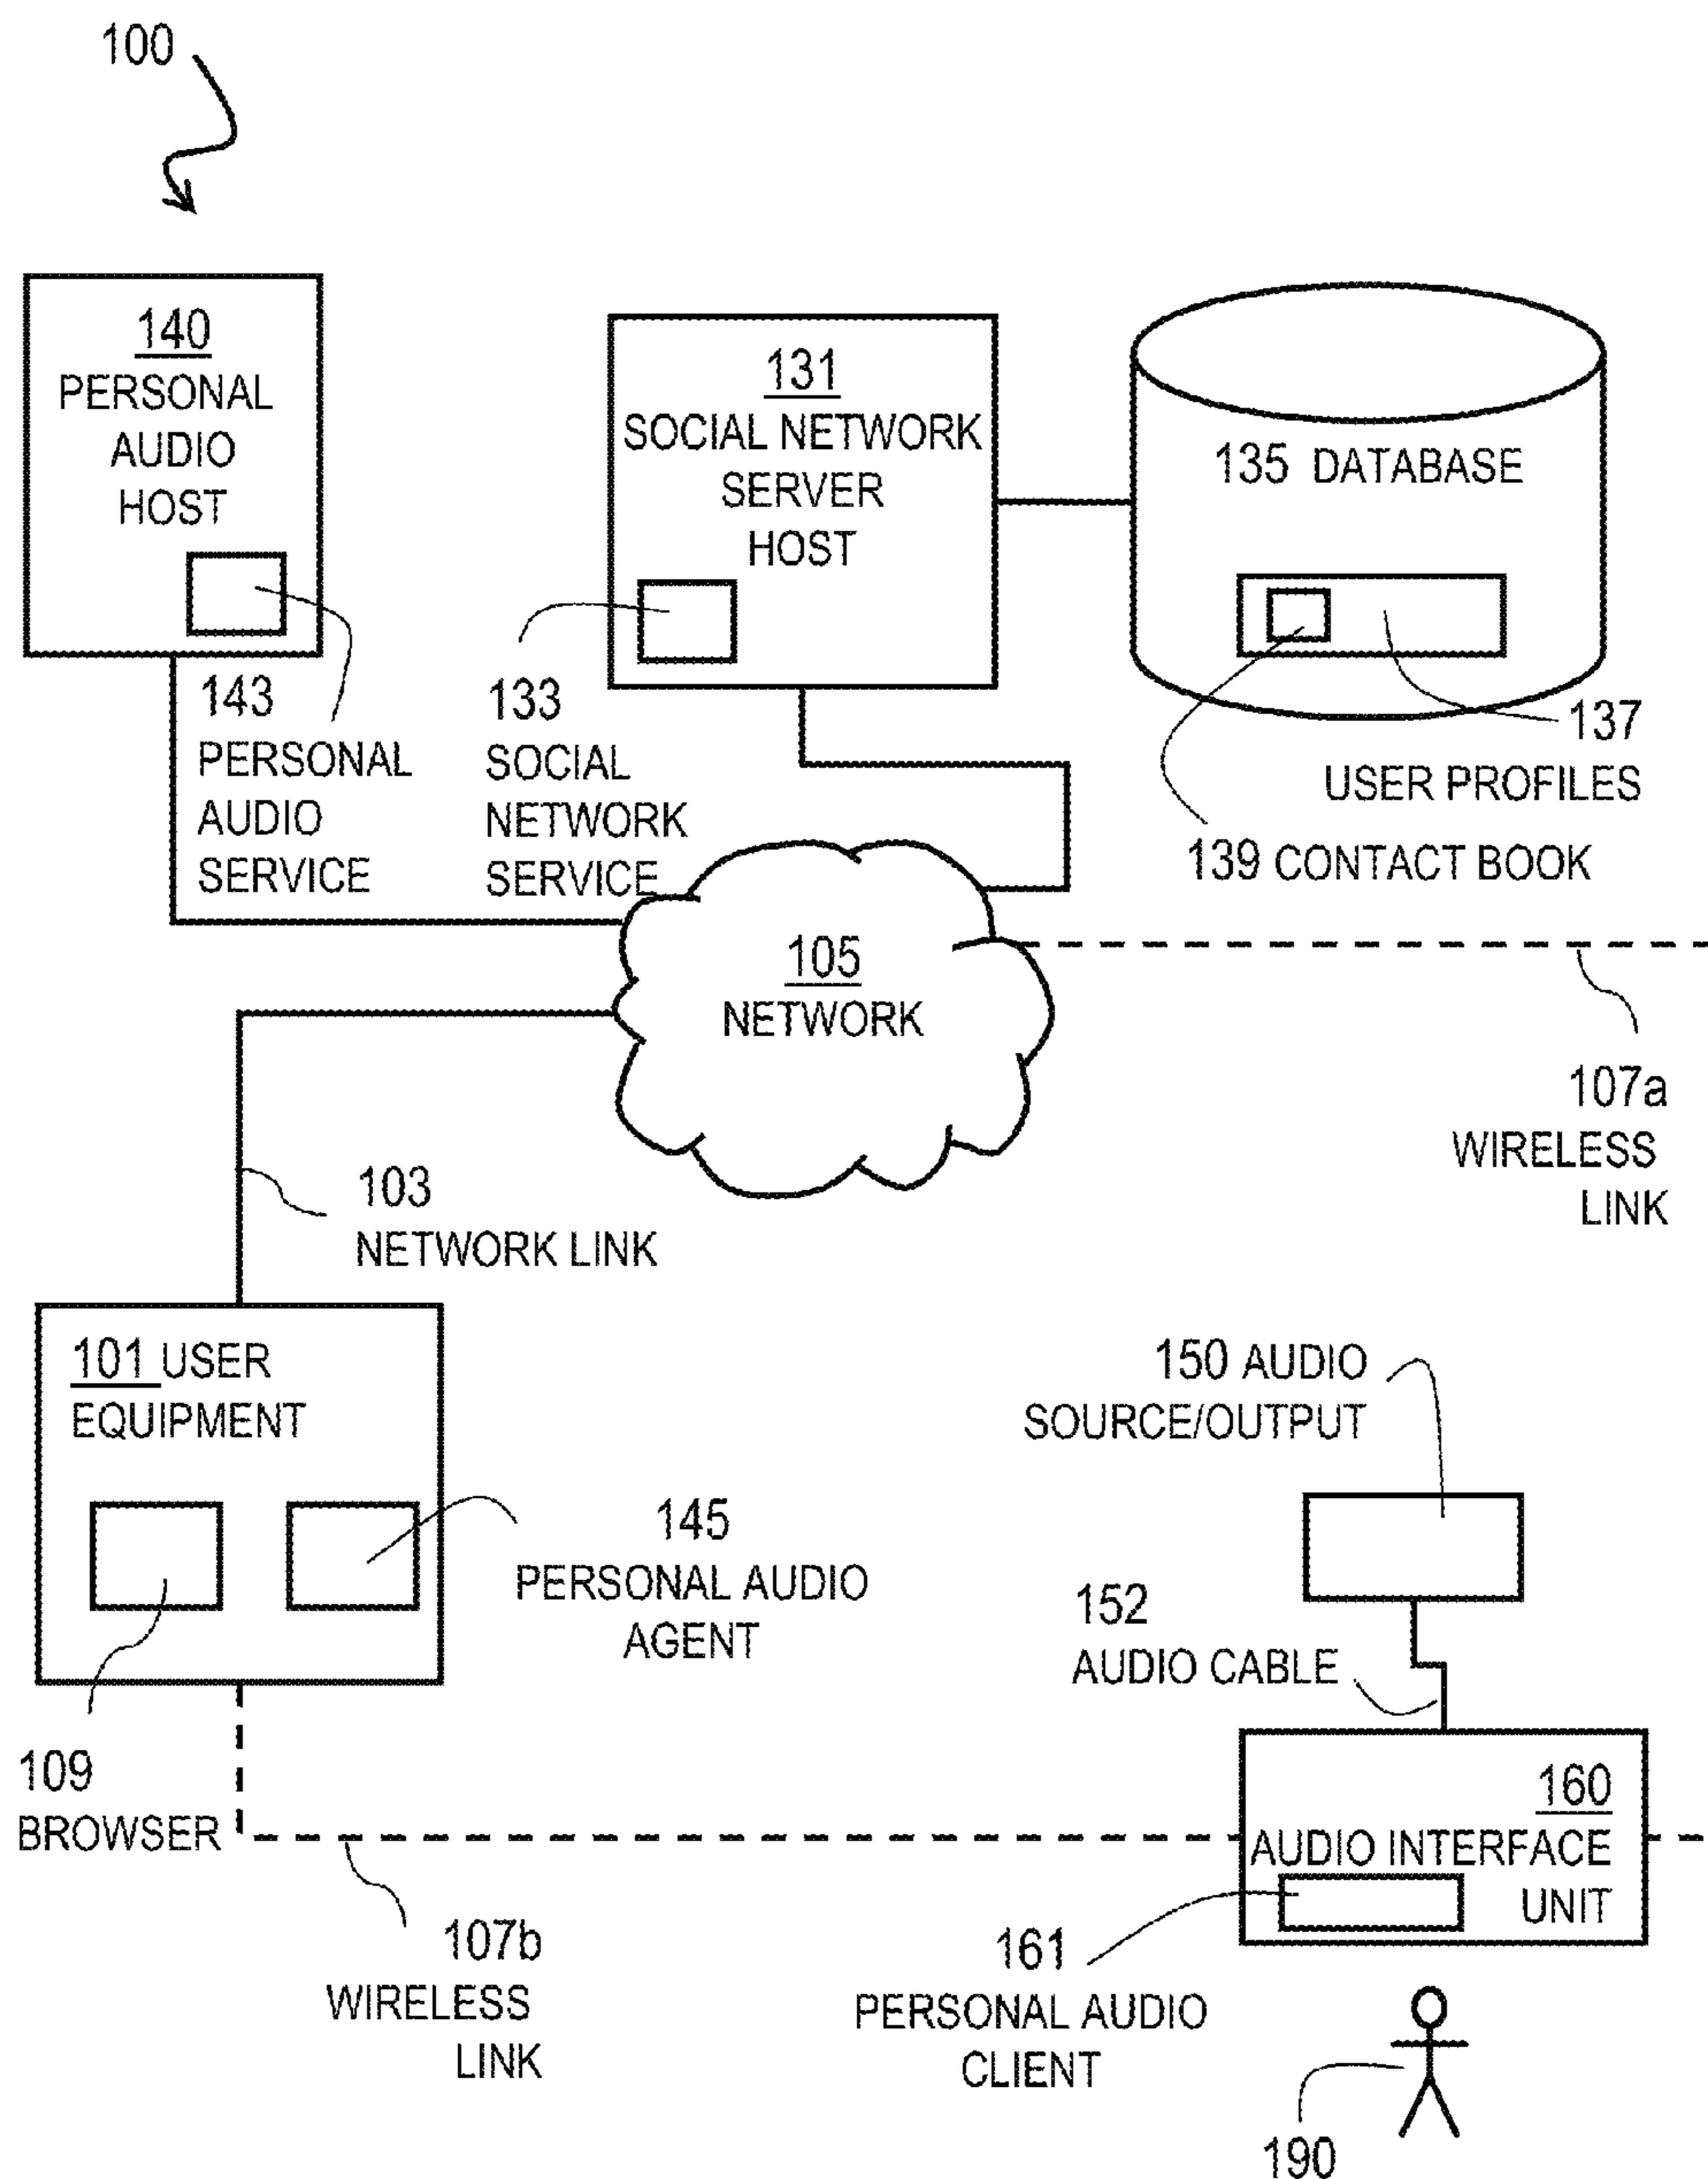 100
140
PERSONAL
AUDIO
HOST
131
SOCIAL NETWORK
SERVER
HOST
135 DATABASE
143
PERSONAL
AUDIO
SERVICE
133
SOCIAL
NETWORK
SERVICE
137
USER PROFILES
139 CONTACT BOOK
105
NETWORK
107a
WIRELESS
LINK
103
NETWORK LINK
101 USER
EQUIPMENT
145
PERSONAL AUDIO
AGENT
109
BROWSER
150 AUDIO
SOURCE/OUTPUT
152
AUDIO CABLE
160
AUDIO INTERFACE
UNIT
107b
WIRELESS
LINK
161
PERSONAL AUDIO
CLIENT
190